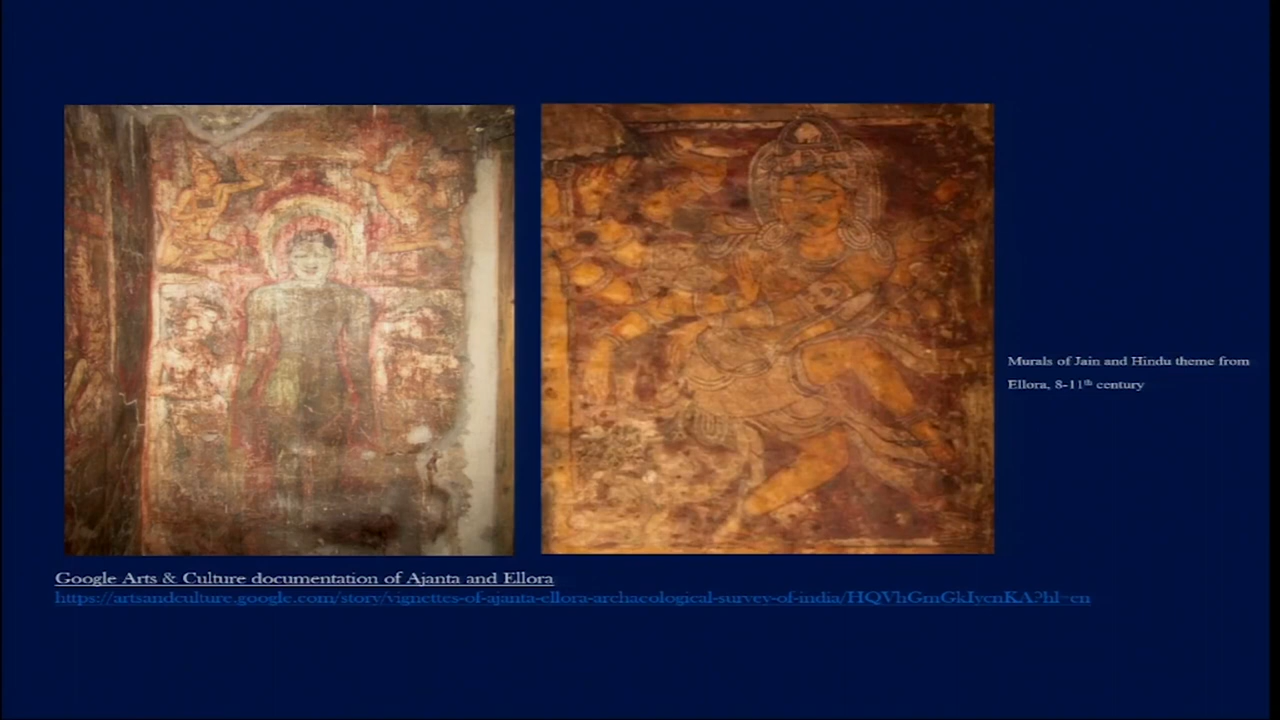 Murals of Jain and Hindu theme from
Ellora, 8-11th century
Google Arts & Culture documentation of Ajanta and Ellora
https://artsandculture.google.com/story/vignettes-of-ajanta-ellora-archaeological-survey-of-india/HQVhGmGkIycnKA?hl=en